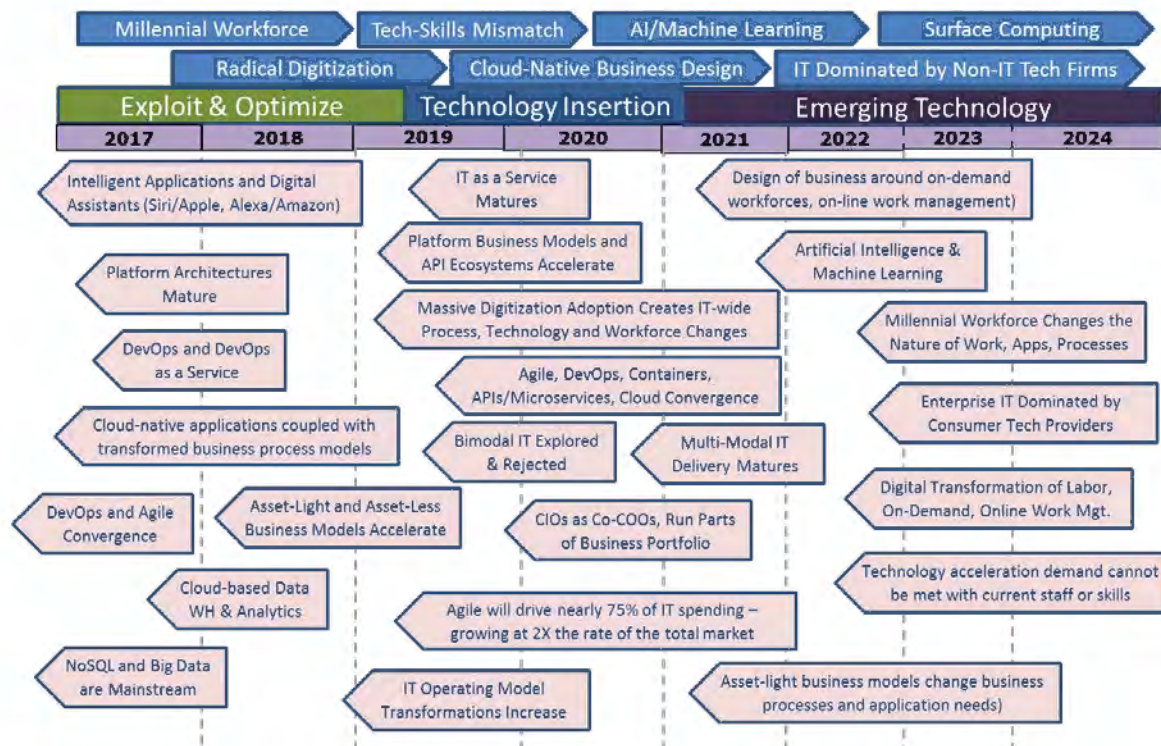 Millennial Workforce
Tech-Skills Mismatch
AI/Machine Learning
Surface Computing
Radical Digitization
Cloud-Native Business Design
IT Dominated by Non-IT Tech Firms
Exploit & Optimize
Technology Insertion
Emerging Technology
2017
2018
2019
2020
2021
2022
2023
2024
Intelligent Applications and Digital
Assistants (Siri/Apple, Alexa/Amazon)
IT as a Service
Matures
Design of business around on-demand
workforces, on-line work management)
Platform Business Models and
API Ecosystems Accelerate
Artificial Intelligence &
Machine Learning
Platform Architectures
Mature
Massive Digitization Adoption Creates IT-wide
Process, Technology and Workforce Changes
Millennial Workforce Changes the
Nature of Work, Apps, Processes
DevOps and DevOps
as a Service
Agile, DevOps, Containers,
APIs/Microservices, Cloud Convergence
Enterprise IT Dominated by
Consumer Tech Providers
Cloud-native applications coupled with
transformed business process models
Bimodal IT Explored
& Rejected
Multi-Modal IT
Delivery Matures
Digital Transformation of Labor,
On-Demand, Online Work Mgt.
DevOps and Agile
Convergence
Asset-Light and Asset-Less
Business Models Accelerate
CIOs as Co-COOs, Run Parts
of Business Portfolio
Technology acceleration demand cannot
be met with current staff or skills
Cloud-based Data
WH & Analytics
Agile will drive nearly 75% of IT spending –
growing at 2X the rate of the total market
NoSQL and Big Data
are Mainstream
IT Operating Model
Transformations Increase
Asset-light business models change business
processes and application needs)